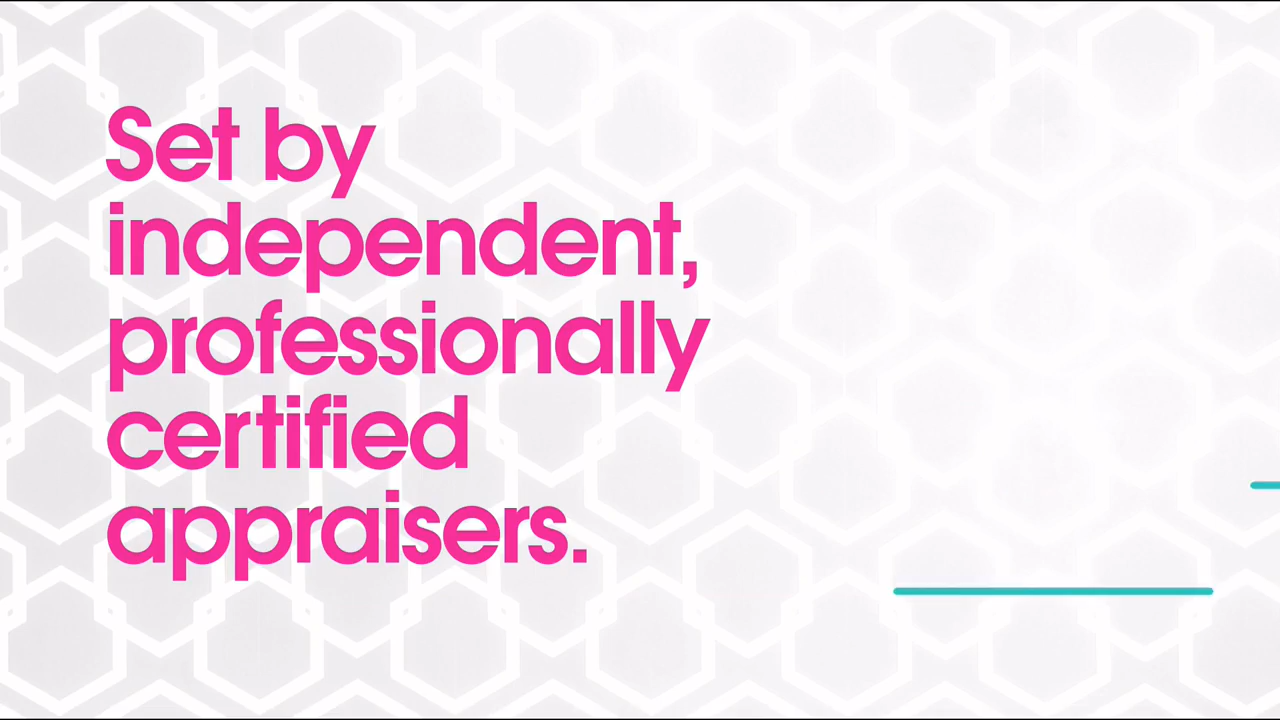 Set by
independent,
professionally
certified
appraisers.